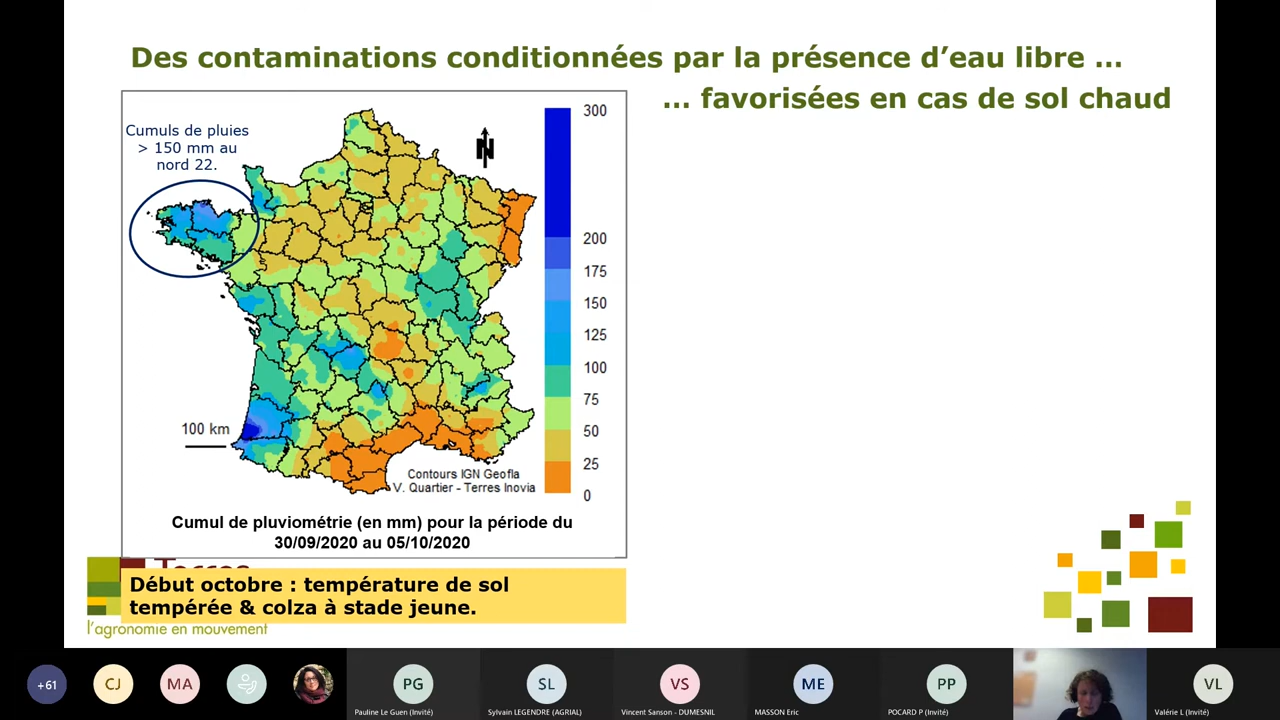 Des contaminations conditionnées par la présence d’eau libre ...
... favorisées en cas de sol chaud
Cumuls de pluies
> 150 mm au
nord 22.
N
300
200
175
150
125
100
75
50
25
0
100 km
Contours IGN Geofla
V. Quartier - Terres Inovia
Cumul de pluviométrie (en mm) pour la période du
30/09/2020 au 05/10/2020
Début octobre : température de sol
tempérée & colza à stade jeune.
l'agronomie en mouvement
+61
CJ
MA
PG
SL
VS
ME
PP
VL
Pauline Le Guen (Invité)
Sylvain LEGENDRE (AGRIAL)
Vincent Sanson - DUMESNIL
MASSON Eric
POCARD P (Invité)
Valérie L (Invité)